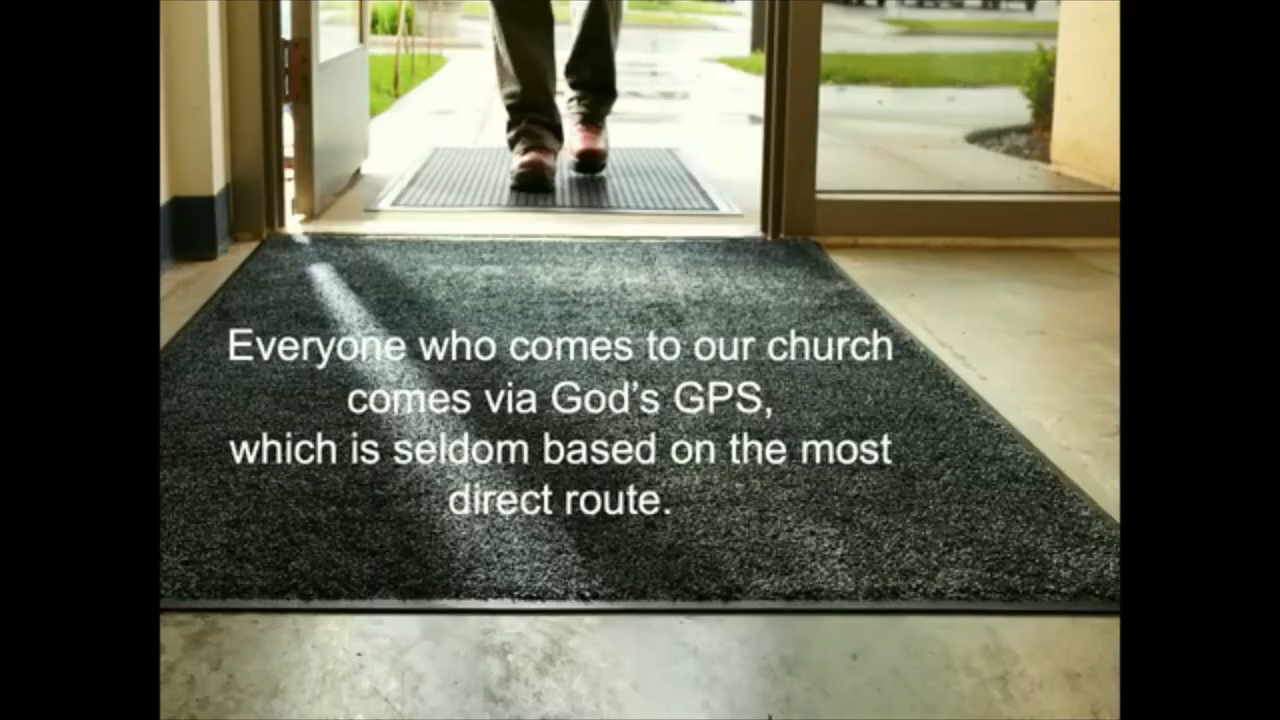 Everyone who comes to our church
comes via God’s GPS,
which is seldom based on the most
direct route.